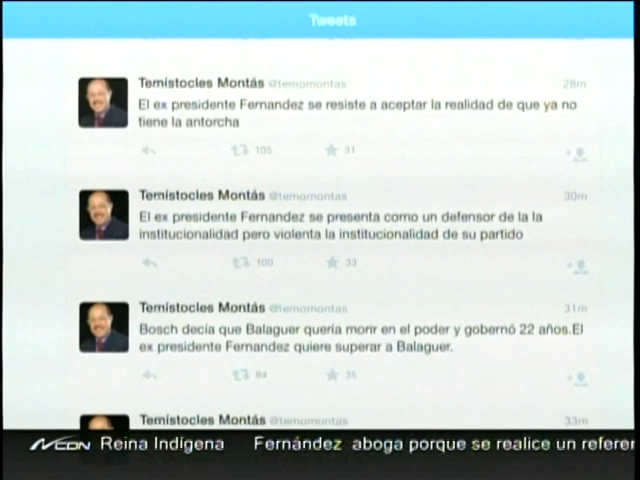 Tweets
Temístocles Montás @temomontas 28m
El ex presidente Fernandez se resiste a aceptar la realidad de que ya no
tiene la antorcha
105 31
Temístocles Montás @temomontas 30m
El ex presidente Fernandez se presenta como un defensor de la la
institucionalidad pero violenta la institucionalidad de su partido
100 33
Temístocles Montás @temomontas 31m
Bosch decía que Balaguer quería morir en el poder y gobernó 22 años.El
ex presidente Fernandez quiere superar a Balaguer.
84 35
Temístocles Montás @temomontas 33m
CDN Reina Indígena Fernández aboga porque se realice un refere